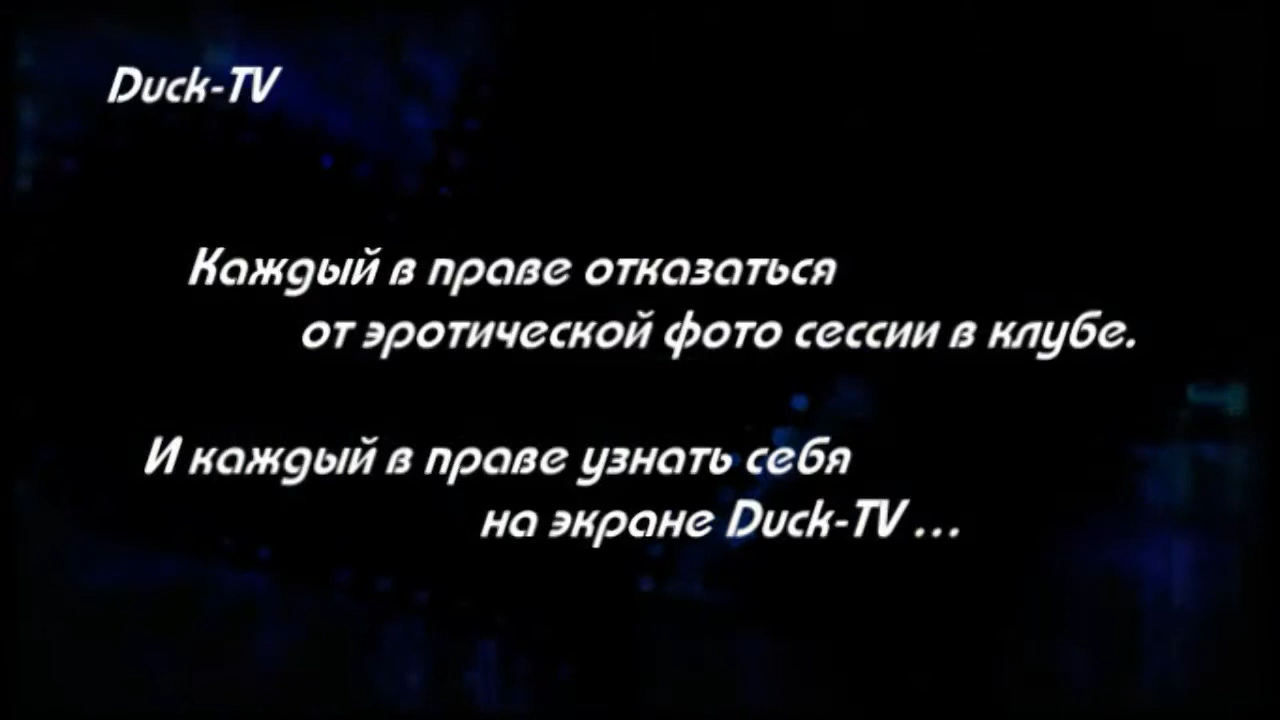 Duck-TV
Каждый в праве отказаться
от эротической фото сессии в клубе.
И каждый в праве узнать себя
на экране Duck-TV ...